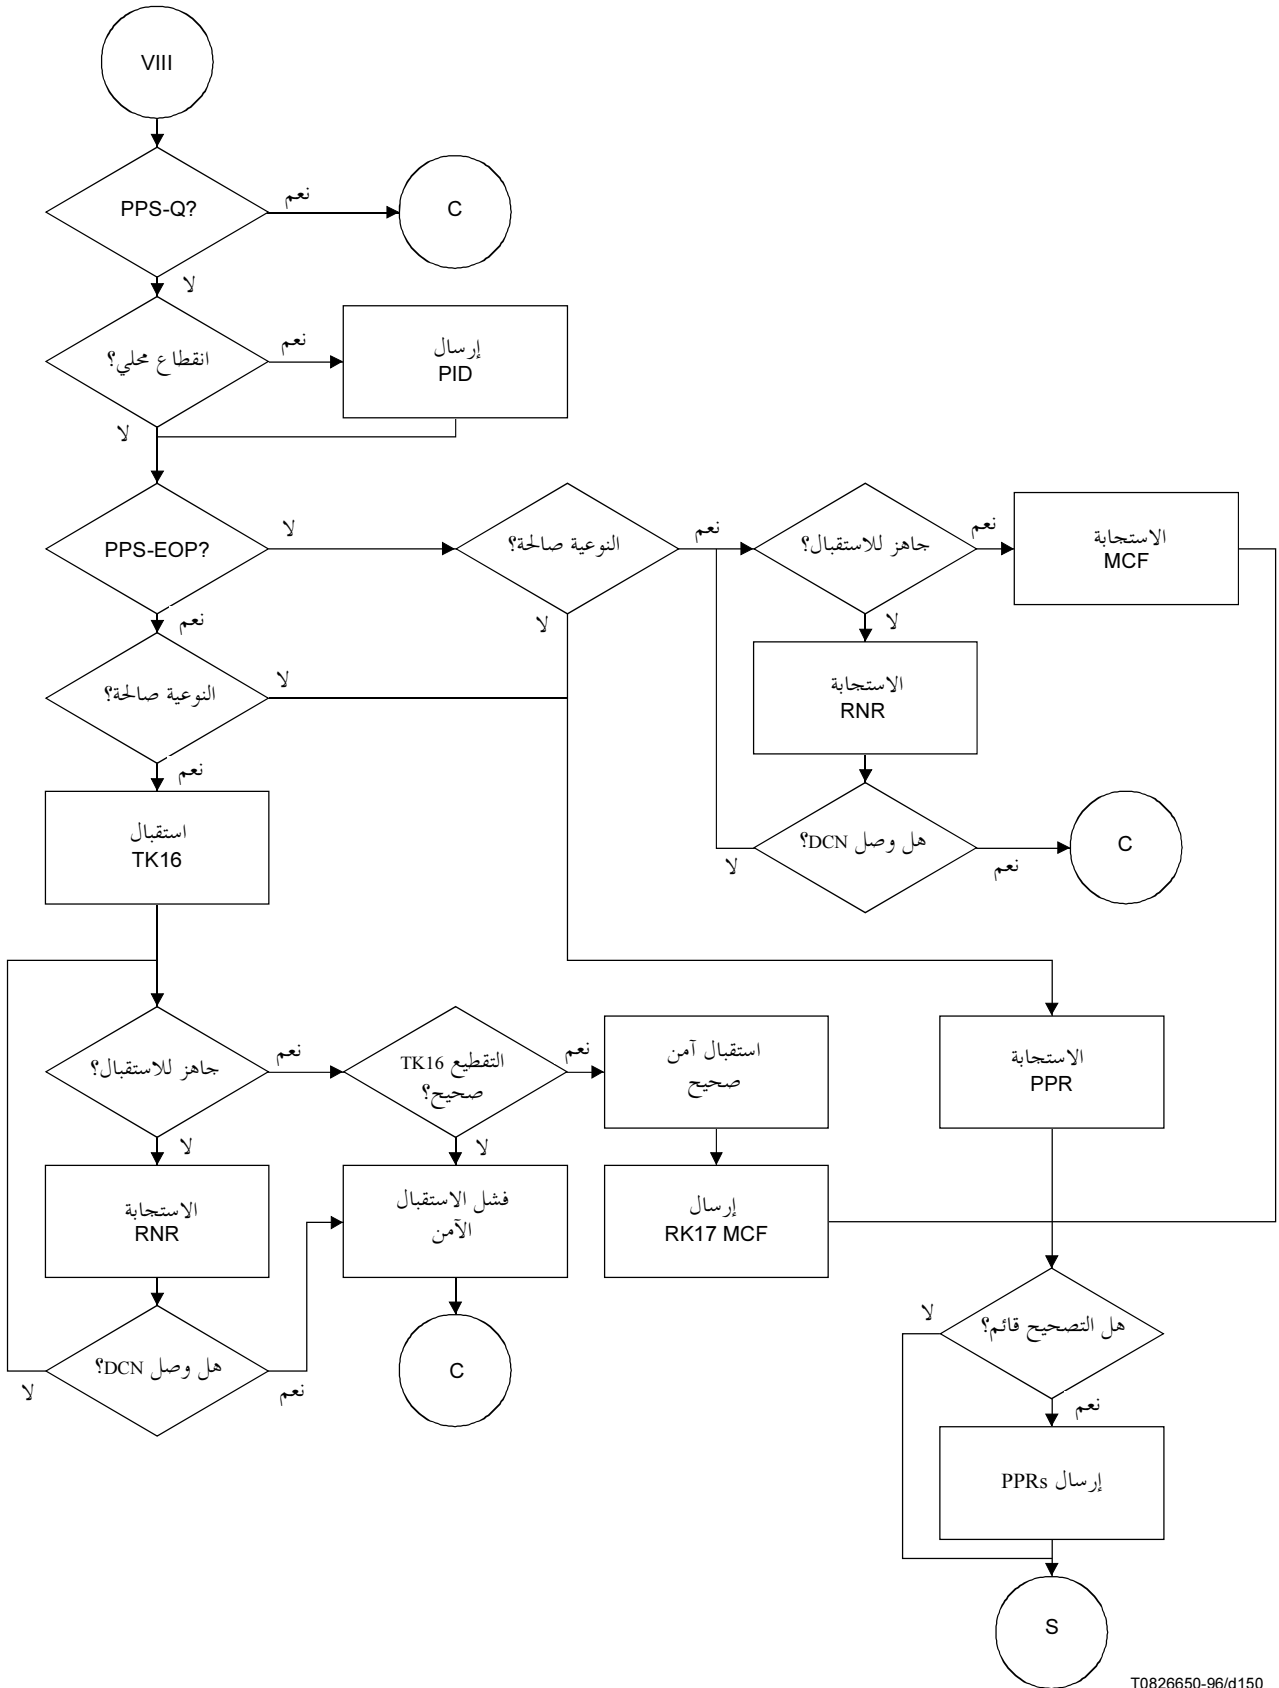 VIII
PPS-Q?
نعم
C
لا
انقطاع محلي؟
نعم
إرسال
PID
لا
PPS-EOP?
لا
النوعية صالحة؟
نعم
جاهز للاستقبال؟
نعم
الاستجابة
MCF
نعم
لا
لا
النوعية صالحة؟
لا
الاستجابة
RNR
نعم
استقبال
TK16
هل وصل DCN؟
لا
نعم
C
جاهز للاستقبال؟
نعم
التقطيع TK16
صحيح؟
نعم
استقبال آمن
صحيح
الاستجابة
PPR
لا
لا
الاستجابة
RNR
فشل الاستقبال
الآمن
إرسال
RK17 MCF
هل وصل DCN؟
لا
نعم
C
هل التصحيح قائم؟
لا
نعم
إرسال PPRs
S
T0826650-96/d150